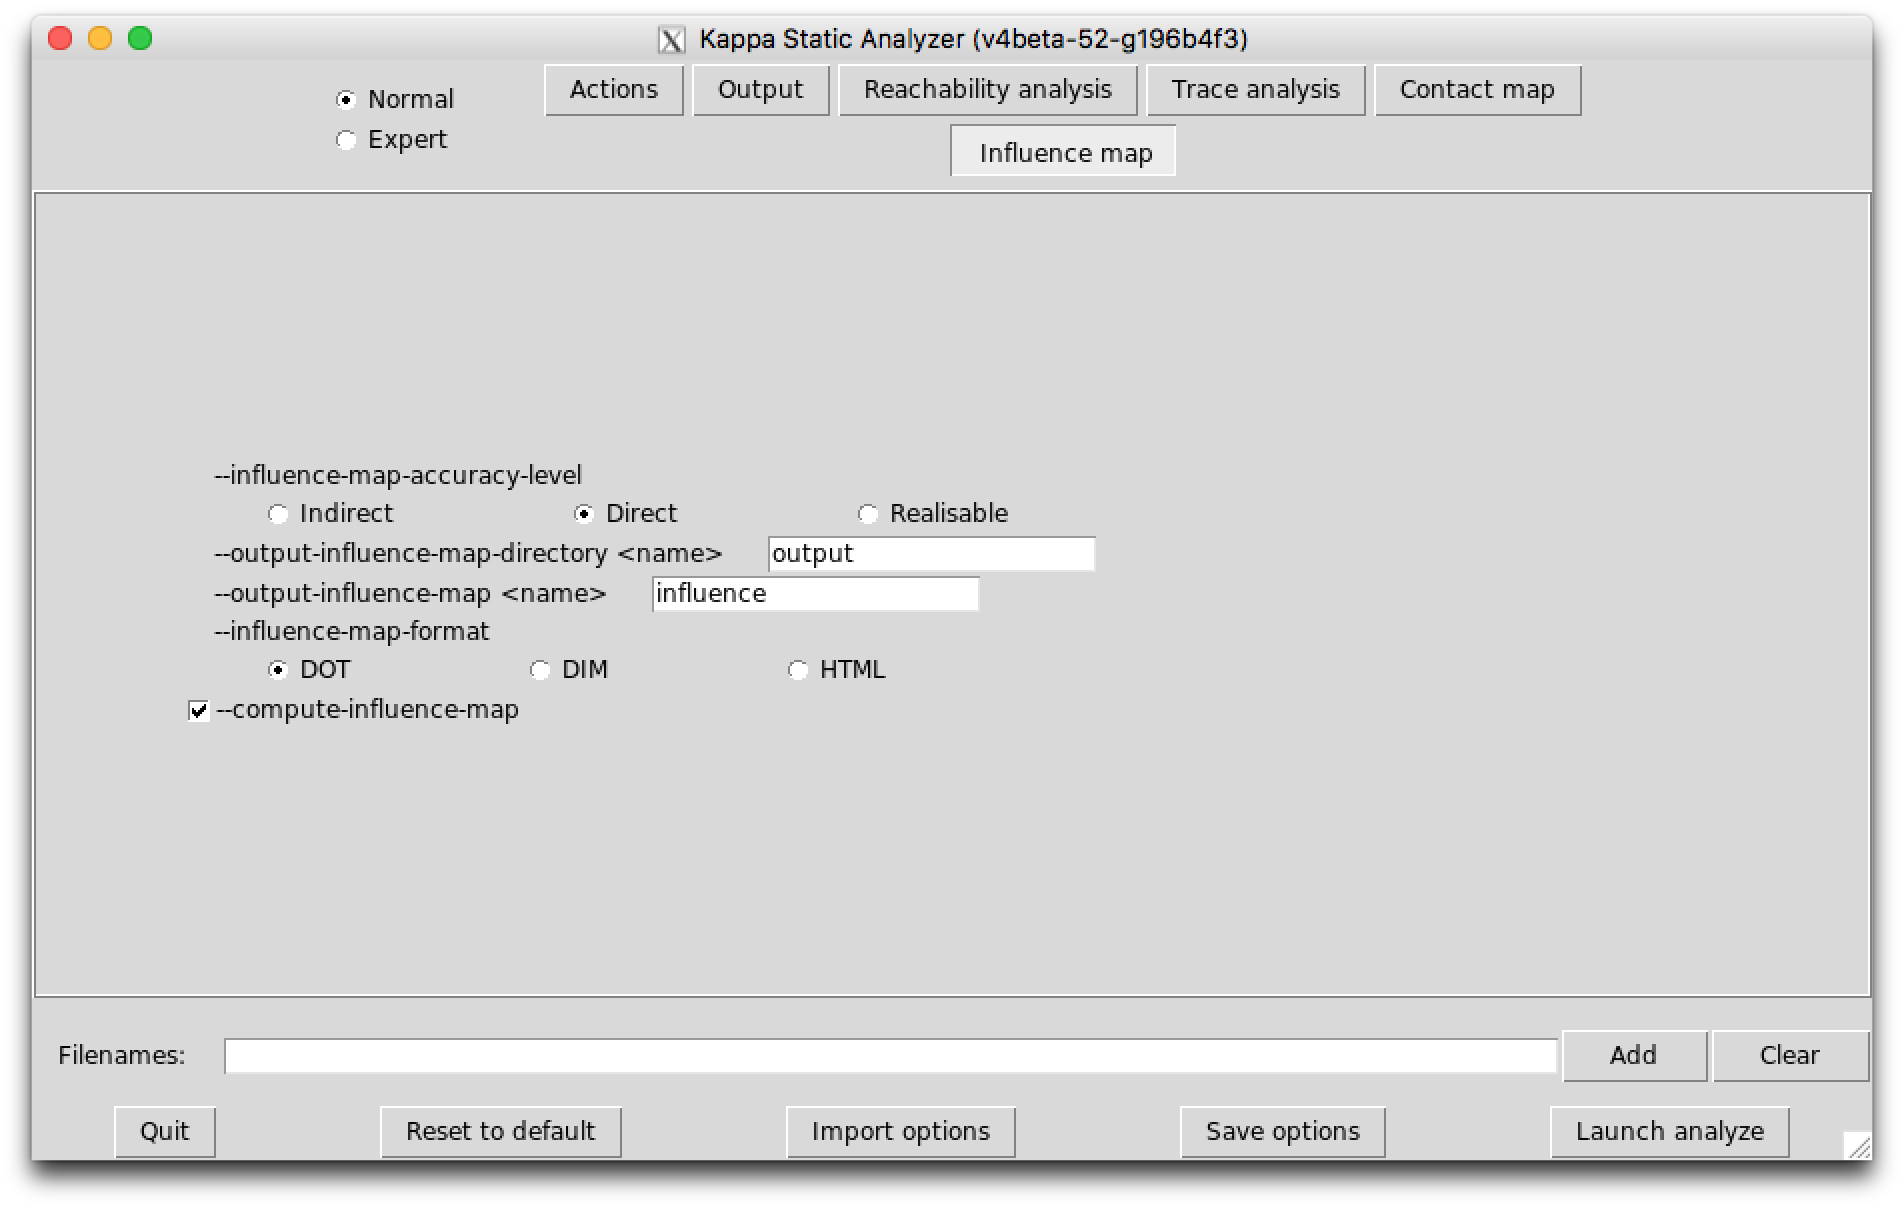 Kappa Static Analyzer (v4beta-52-g196b4f3)
Normal
Expert
Actions Output Reachability analysis Trace analysis Contact map
Influence map
--influence-map-accuracy-level
Indirect Direct Realisable
--output-influence-map-directory <name> output
--output-influence-map <name> influence
--influence-map-format
DOT DIM HTML
--compute-influence-map
Filenames: Add Clear
Quit Reset to default Import options Save options Launch analyze